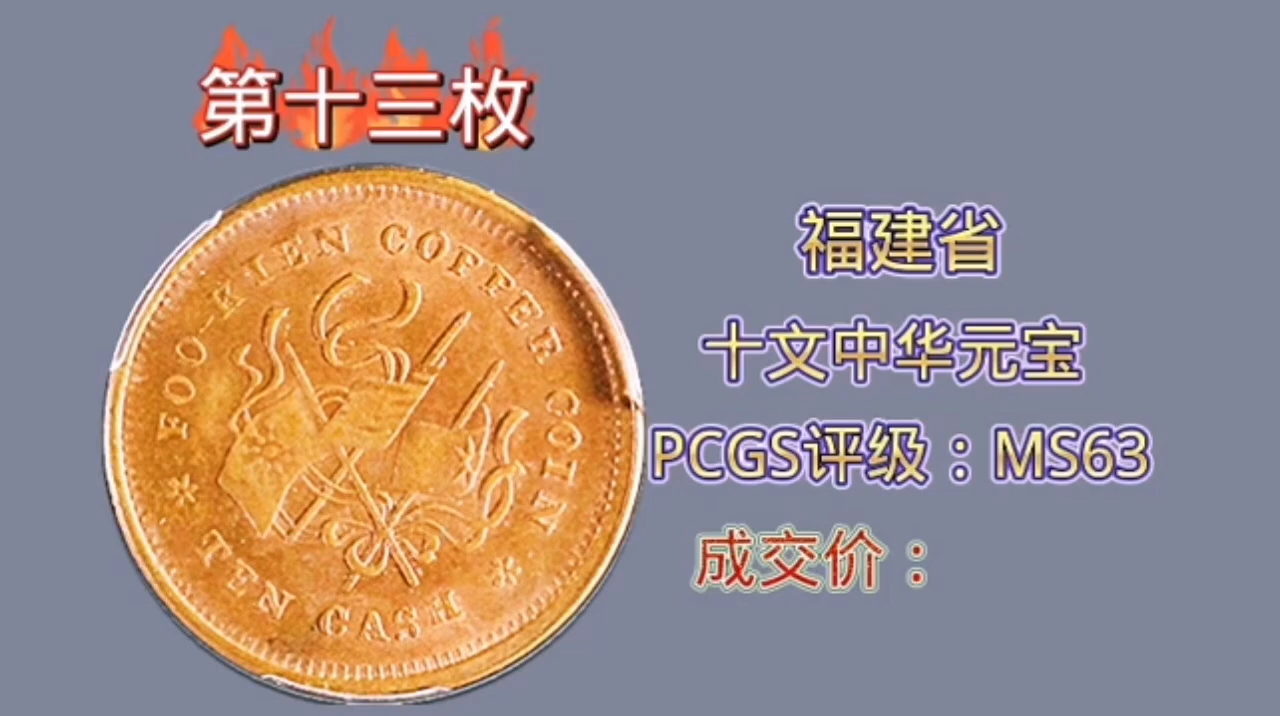 第十三枚
FOO-KIEN COPPER COIN
TEN CASH
福建省
十文中华元宝
PCGS评级：MS63
成交价：